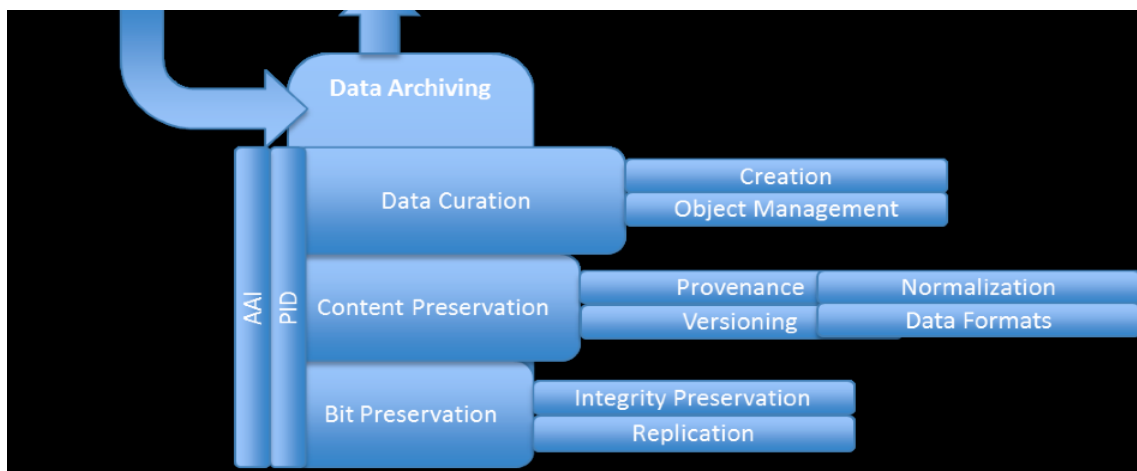 Data Archiving
Data Curation
Creation
Object Management
AAI
PID
Content Preservation
Provenance
Normalization
Versioning
Data Formats
Bit Preservation
Integrity Preservation
Replication